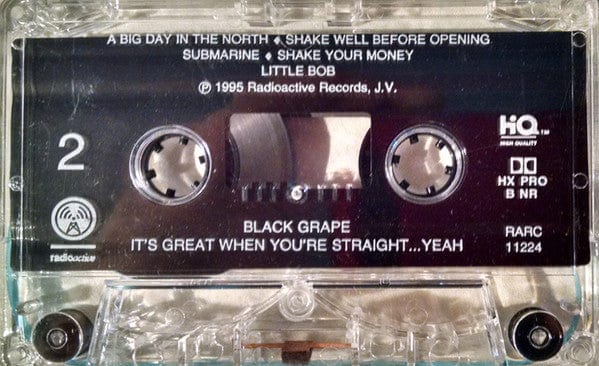 A BIG DAY IN THE NORTH ♦ SHAKE WELL BEFORE OPENING
SUBMARINE ♦ SHAKE YOUR MONEY
LITTLE BOB
℗ 1995 Radioactive Records, J.V.
2
HiQ™
HIGH QUALITY
HX PRO
B NR
radioactive
BLACK GRAPE
IT'S GREAT WHEN YOU'RE STRAIGHT...YEAH
RARC
11224